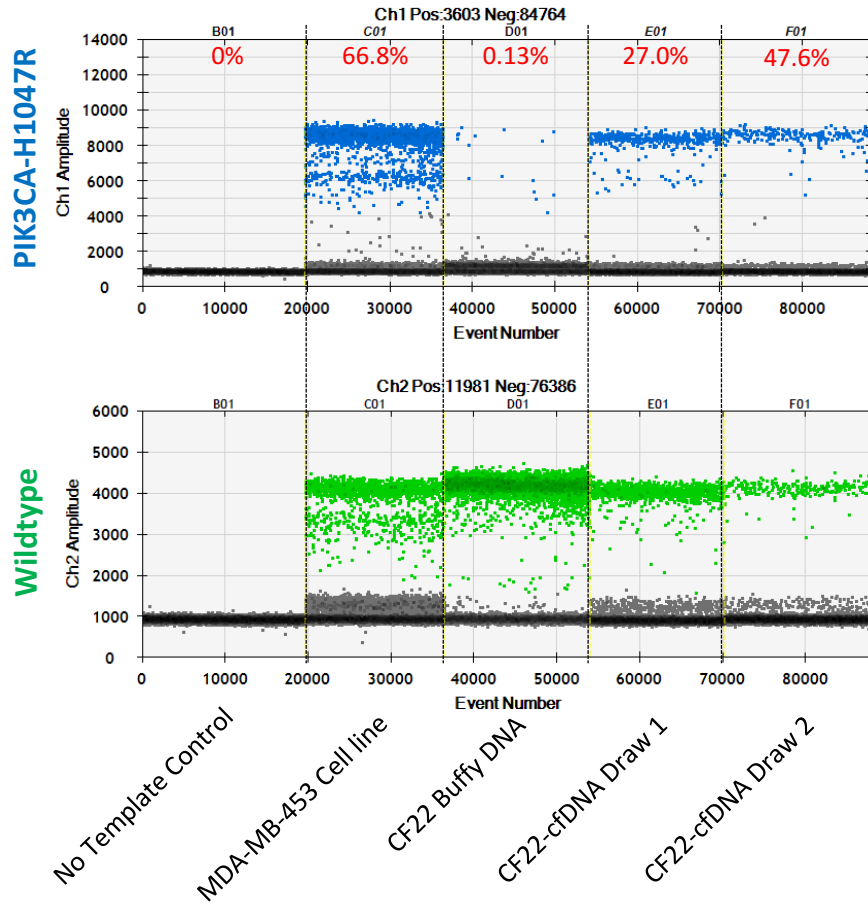 Ch1 Pos:3603 Neg:84764
B01 C01 D01 E01 F01
0% 66.8% 0.13% 27.0% 47.6%
PIK3CA-H1047R
Ch1 Amplitude
14000
12000
10000
8000
6000
4000
2000
0
0 10000 20000 30000 40000 50000 60000 70000 80000
Event Number
Ch2 Pos:11981 Neg:76386
B01 C01 D01 E01 F01
Wildtype
Ch2 Amplitude
6000
5000
4000
3000
2000
1000
0
0 10000 20000 30000 40000 50000 60000 70000 80000
Event Number
No Template Control
MDA-MB-453 Cell line
CF22 Buffy DNA
CF22-cfDNA Draw 1
CF22-cfDNA Draw 2